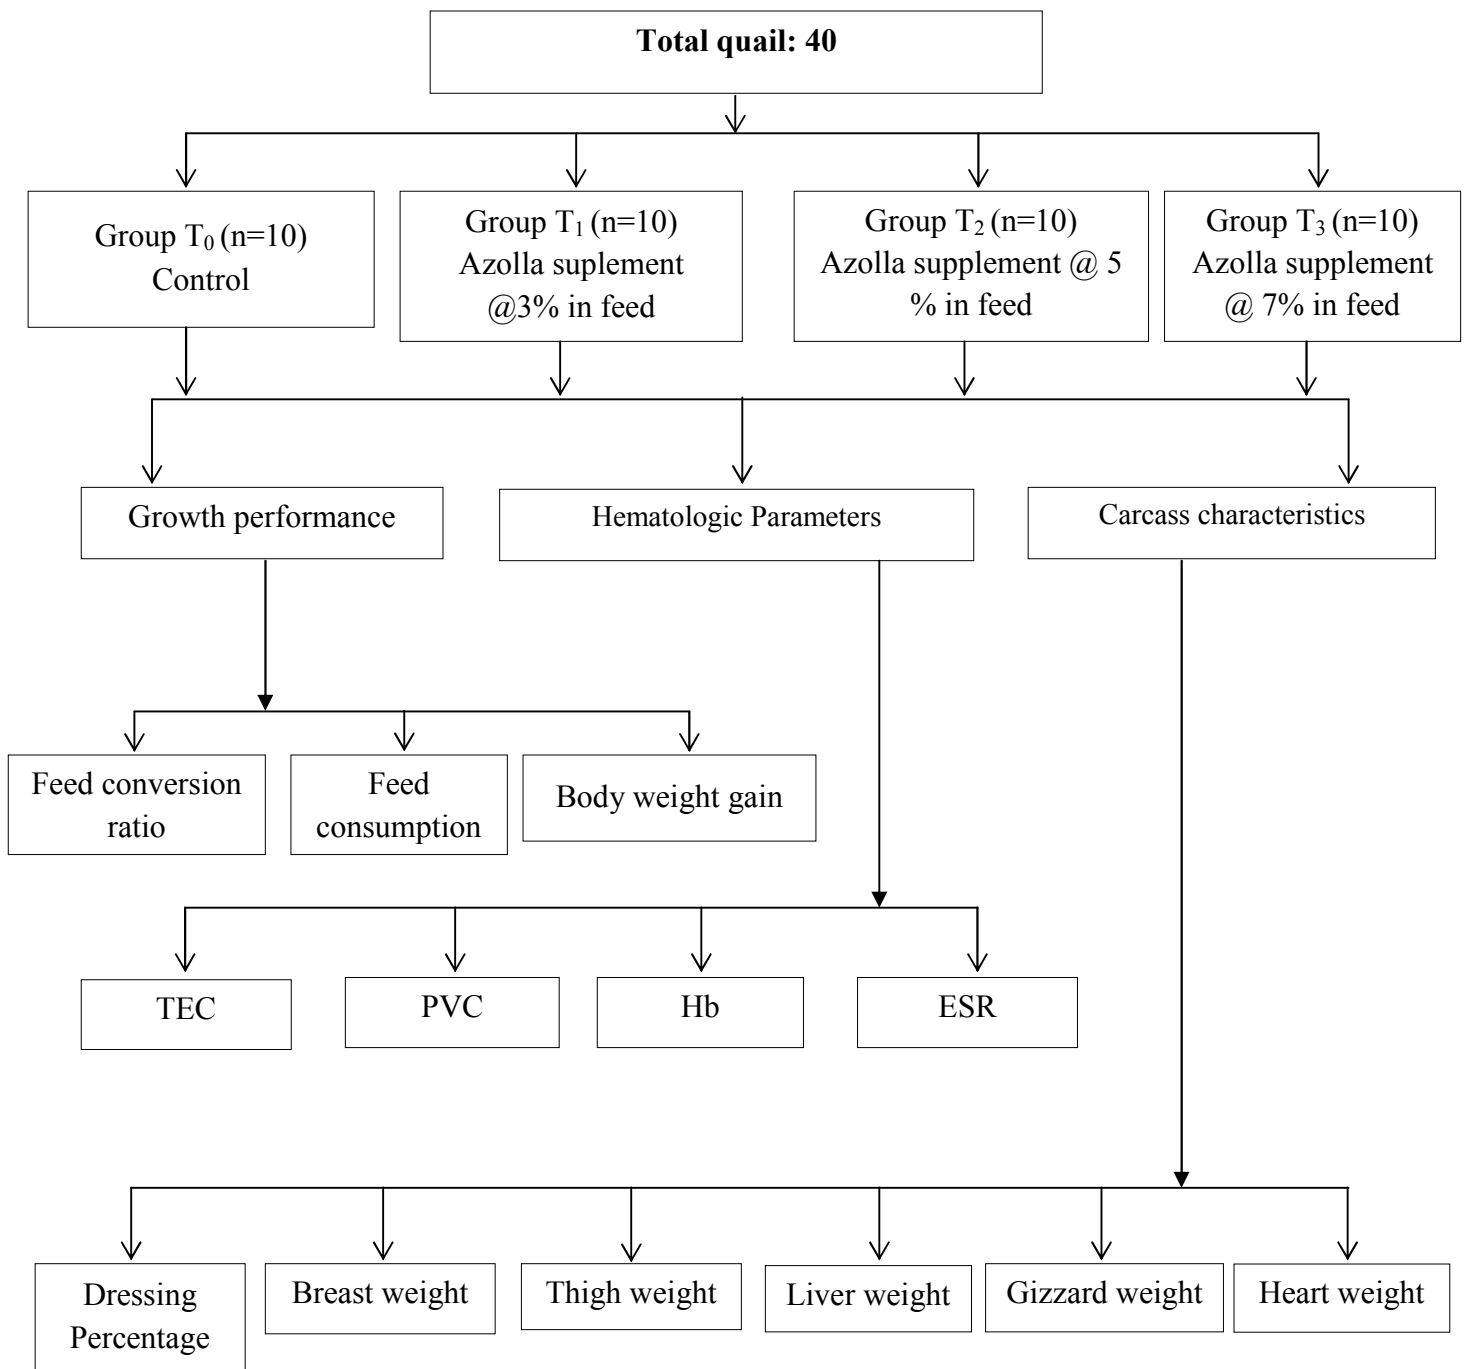 Total quail: 40
Group T₀ (n=10)
Control
Group T₁ (n=10)
Azolla suplement
@3% in feed
Group T₂ (n=10)
Azolla supplement @ 5
% in feed
Group T₃ (n=10)
Azolla supplement
@ 7% in feed
Growth performance
Hematologic Parameters
Carcass characteristics
Feed conversion
ratio
Feed
consumption
Body weight gain
TEC
PVC
Hb
ESR
Dressing
Percentage
Breast weight
Thigh weight
Liver weight
Gizzard weight
Heart weight